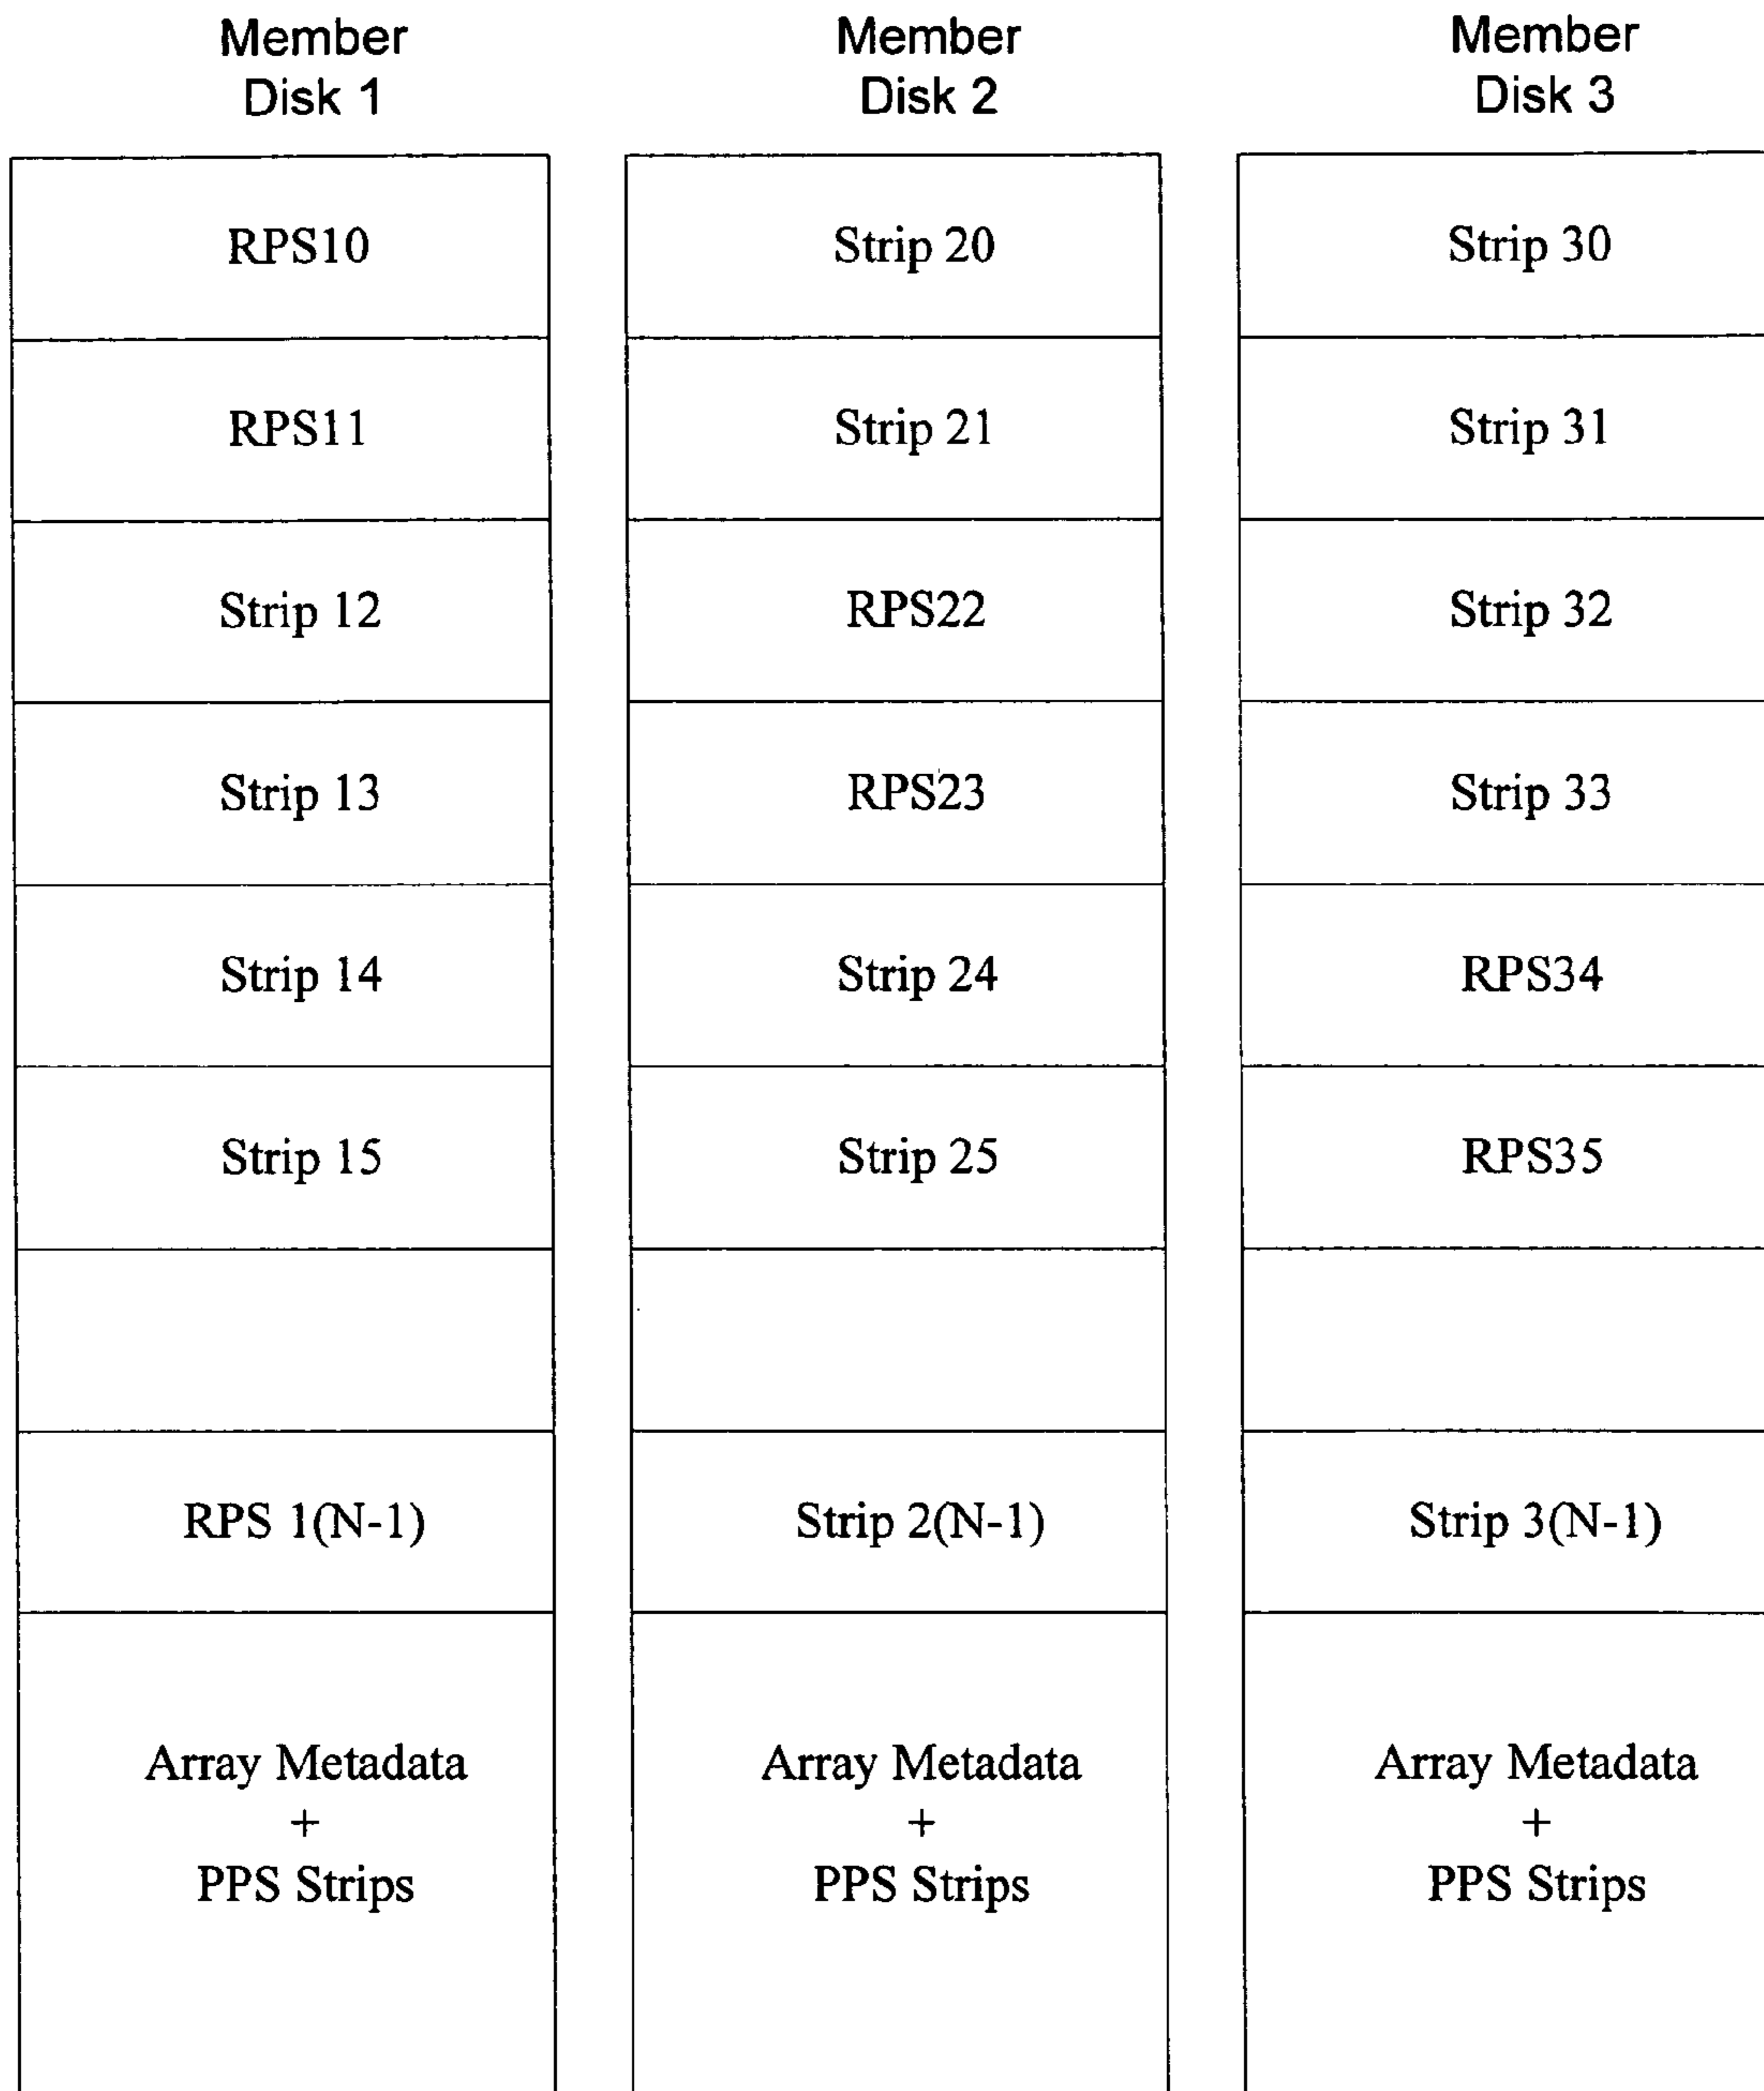 Member
Disk 1
Member
Disk 2
Member
Disk 3
RPS10
Strip 20
Strip 30
RPS11
Strip 21
Strip 31
Strip 12
RPS22
Strip 32
Strip 13
RPS23
Strip 33
Strip 14
Strip 24
RPS34
Strip 15
Strip 25
RPS35
RPS 1(N-1)
Strip 2(N-1)
Strip 3(N-1)
Array Metadata
+
PPS Strips
Array Metadata
+
PPS Strips
Array Metadata
+
PPS Strips